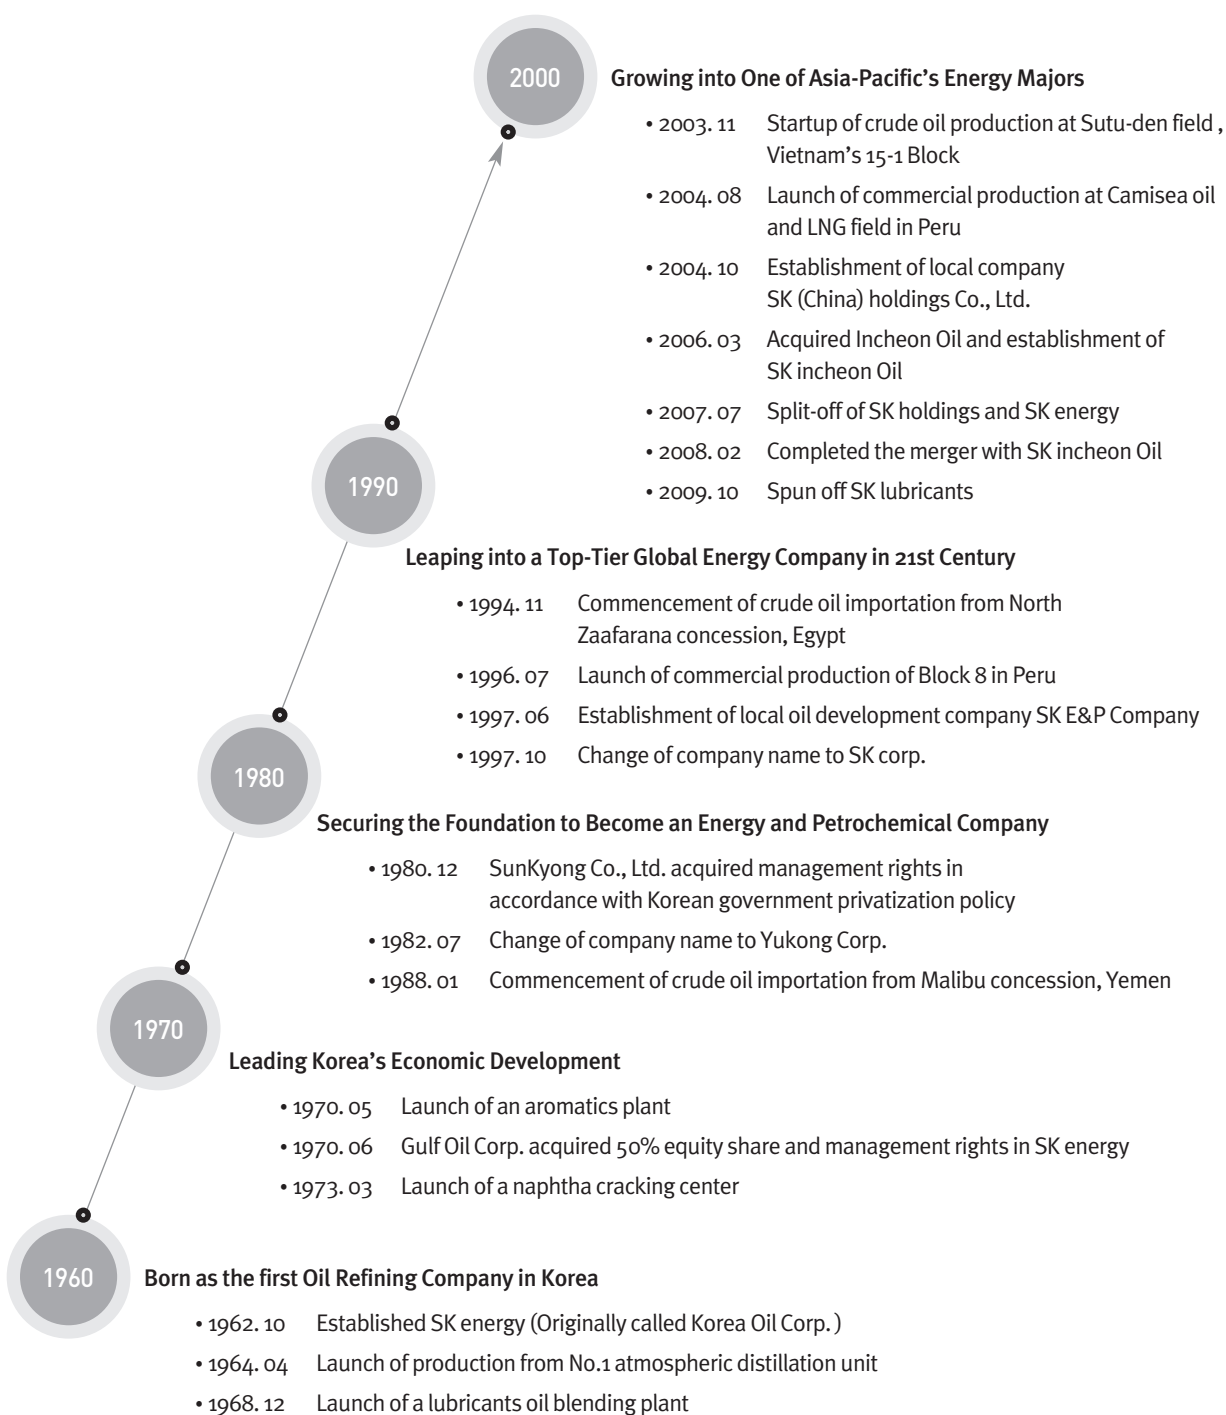 2000
Growing into One of Asia-Pacific's Energy Majors
• 2003. 11 Startup of crude oil production at Sutu-den field ,
Vietnam's 15-1 Block
• 2004. 08 Launch of commercial production at Camisea oil
and LNG field in Peru
• 2004. 10 Establishment of local company
SK (China) holdings Co., Ltd.
• 2006. 03 Acquired Incheon Oil and establishment of
SK incheon Oil
• 2007. 07 Split-off of SK holdings and SK energy
• 2008. 02 Completed the merger with SK incheon Oil
• 2009. 10 Spun off SK lubricants
1990
Leaping into a Top-Tier Global Energy Company in 21st Century
• 1994. 11 Commencement of crude oil importation from North
Zaafarana concession, Egypt
• 1996. 07 Launch of commercial production of Block 8 in Peru
• 1997. 06 Establishment of local oil development company SK E&P Company
• 1997. 10 Change of company name to SK corp.
1980
Securing the Foundation to Become an Energy and Petrochemical Company
• 1980. 12 SunKyong Co., Ltd. acquired management rights in
accordance with Korean government privatization policy
• 1982. 07 Change of company name to Yukong Corp.
• 1988. 01 Commencement of crude oil importation from Malibu concession, Yemen
1970
Leading Korea's Economic Development
• 1970. 05 Launch of an aromatics plant
• 1970. 06 Gulf Oil Corp. acquired 50% equity share and management rights in SK energy
• 1973. 03 Launch of a naphtha cracking center
1960
Born as the first Oil Refining Company in Korea
• 1962. 10 Established SK energy (Originally called Korea Oil Corp. )
• 1964. 04 Launch of production from No.1 atmospheric distillation unit
• 1968. 12 Launch of a lubricants oil blending plant